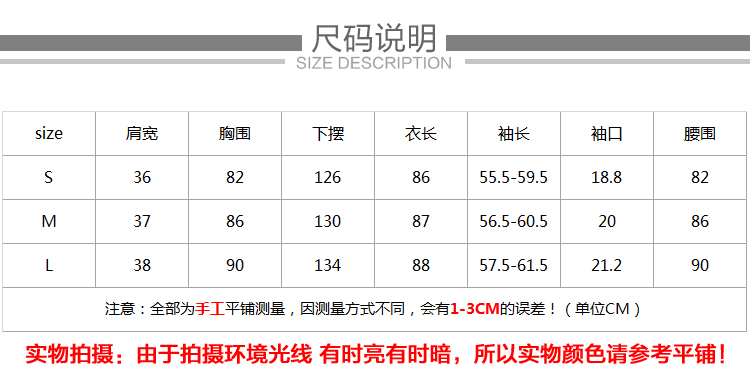 尺码说明
SIZE DESCRIPTION
size 肩宽 胸围 下摆 衣长 袖长 袖口 腰围
S 36 82 126 86 55.5-59.5 18.8 82
M 37 86 130 87 56.5-60.5 20 86
L 38 90 134 88 57.5-61.5 21.2 90
注意：全部为手工平铺测量，因测量方式不同，会有1-3CM的误差！（单位CM）
实物拍摄：由于拍摄环境光线 有时亮有时暗，所以实物颜色请参考平铺！